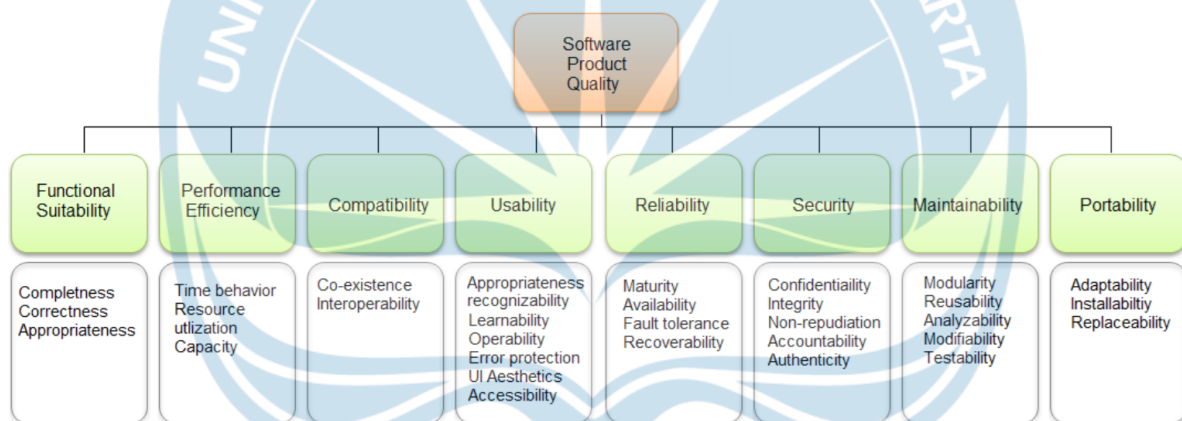 UNI
ARTA
Software
Product
Quality
Functional
Suitability
Performance
Efficiency
Compatibility
Usability
Reliability
Security
Maintainability
Portability
Completness
Correctness
Appropriateness
Time behavior
Resource
utlization
Capacity
Co-existence
Interoperability
Appropriateness
recognizability
Learnability
Operability
Error protection
UI Aesthetics
Accessibility
Maturity
Availability
Fault tolerance
Recoverability
Confidentiaility
Integrity
Non-repudiation
Accountability
Authenticity
Modularity
Reusability
Analyzability
Modifiability
Testability
Adaptability
Installabiltiy
Replaceability